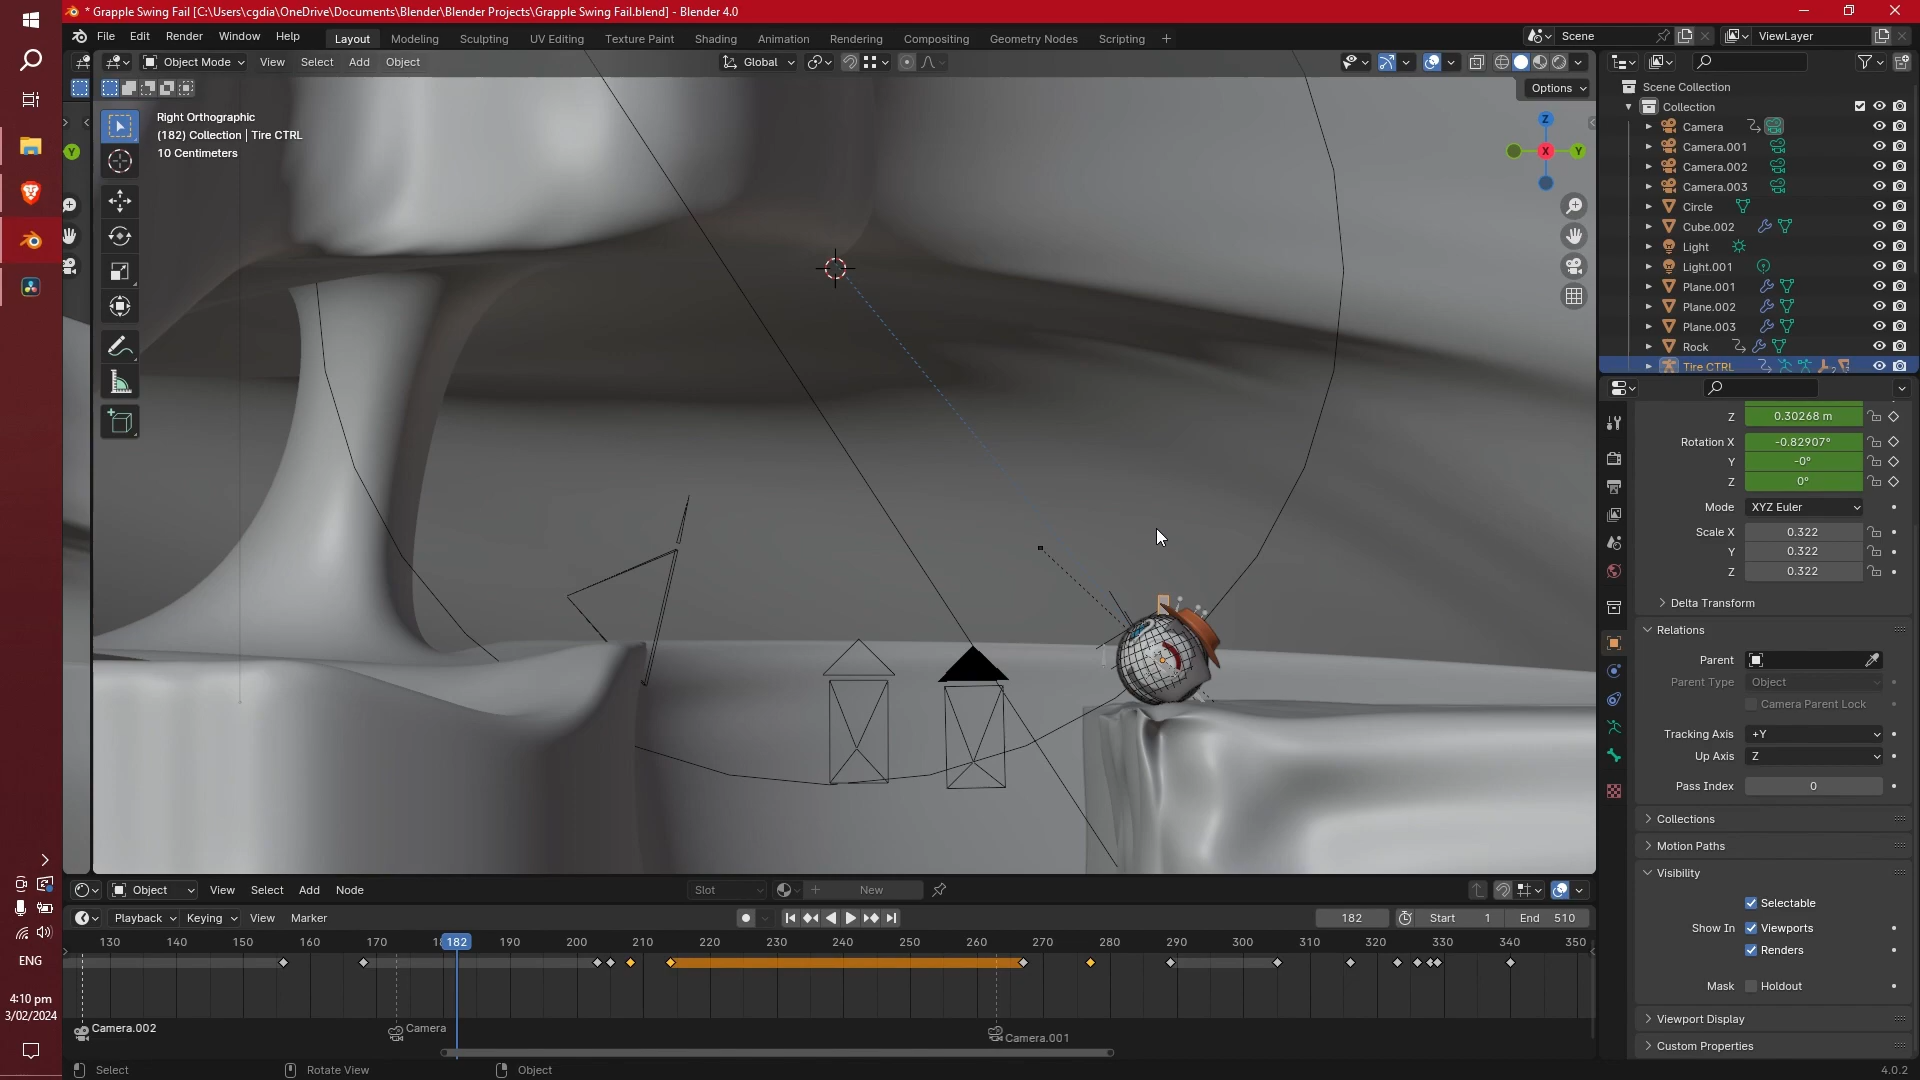 * Grapple Swing Fail [C:\Users\cgdia\OneDrive\Documents\Blender\Blender Projects\Grapple Swing Fail.blend] - Blender 4.0
File Edit Render Window Help
Layout Modeling Sculpting UV Editing Texture Paint Shading Animation Rendering Compositing Geometry Nodes Scripting +
Scene
ViewLayer
Object Mode View Select Add Object
Global
Options
Right Orthographic
(182) Collection | Tire CTRL
10 Centimeters
Z
X
Y
Y
Scene Collection
Collection
Camera
Camera.001
Camera.002
Camera.003
Circle
Cube.002
Light
Light.001
Plane.001
Plane.002
Plane.003
Rock
Tire CTRL
Z 0.30268 m
Rotation X -0.82907°
Y -0°
Z 0°
Mode XYZ Euler
Scale X 0.322
Y 0.322
Z 0.322
Delta Transform
Relations
Parent
Parent Type Object
Camera Parent Lock
Tracking Axis +Y
Up Axis Z
Pass Index 0
Collections
Motion Paths
Visibility
Selectable
Show In Viewports
Renders
Mask Holdout
Viewport Display
Custom Properties
Object View Select Add Node
Slot
New
Playback Keying View Marker
182
Start 1
End 510
130 140 150 160 170 182 190 200 210 220 230 240 250 260 270 280 290 300 310 320 330 340 350
Camera.002
Camera
Camera.001
Select
Rotate View
Object
4.0.2
ENG
4:10 pm
3/02/2024